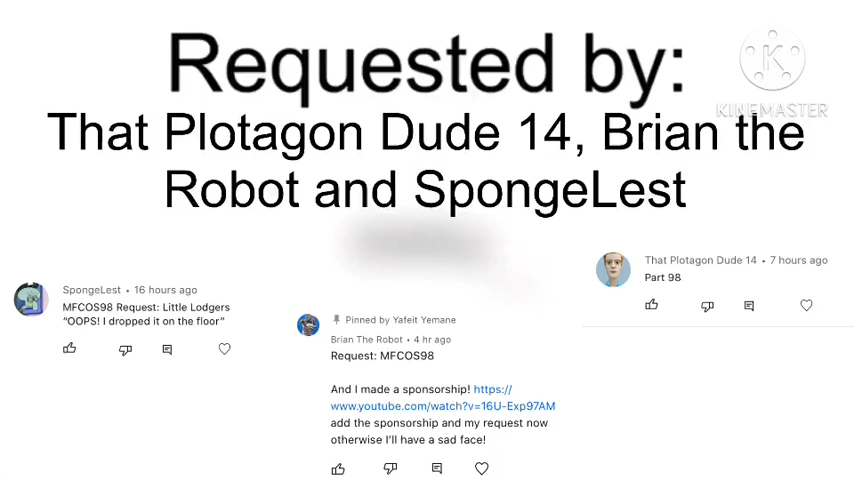 Requested by:
That Plotagon Dude 14, Brian the
Robot and SpongeLest
KINEMASTER
SpongeLest • 16 hours ago
MFCOS98 Request: Little Lodgers
“OOPS! I dropped it on the floor”
Pinned by Yafeit Yemane
Brian The Robot • 4 hr ago
Request: MFCOS98
And I made a sponsorship! https://
www.youtube.com/watch?v=16U-Exp97AM
add the sponsorship and my request now
otherwise I’ll have a sad face!
That Plotagon Dude 14 • 7 hours ago
Part 98